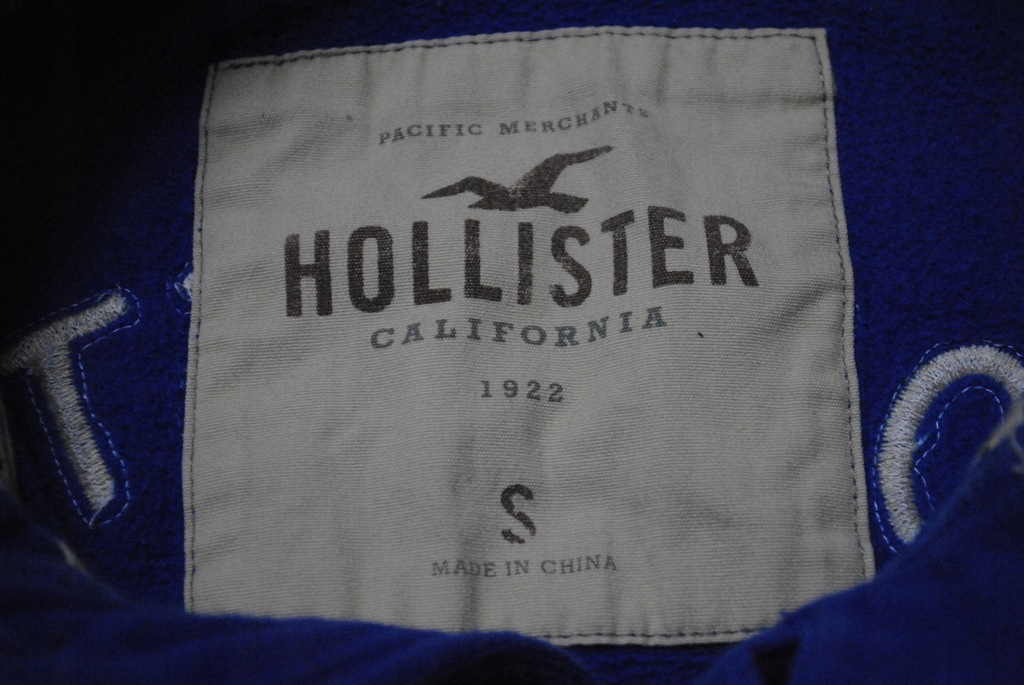 PACIFIC MERCHANTS
HOLLISTER
CALIFORNIA
1922
S
MADE IN CHINA